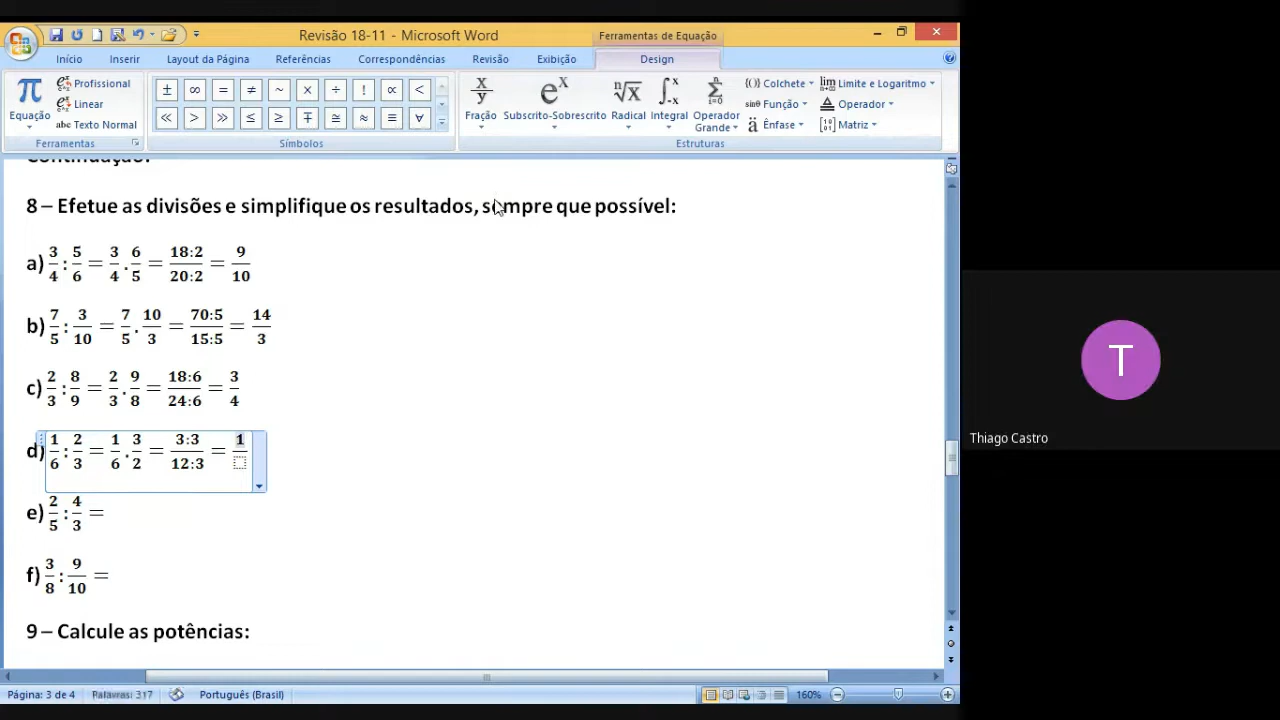 Revisão 18-11 - Microsoft Word
Ferramentas de Equação
Início Inserir Layout da Página Referências Correspondências Revisão Exibição Design
π Equação
Profissional
Linear
abc Texto Normal
Ferramentas
± ∞ = ≠ ~ × ÷ ! ∝ <
≪ > ≫ ≤ ≥ ∓ ≅ ≈ ≡ ∀
Símbolos
x/y Fração
eˣ Subscrito-Sobrescrito
ⁿ√x Radical
Integral
Operador Grande
{()} Colchete
sinθ Função
ä Ênfase
lim n→∞ Limite e Logaritmo
Operador
Matriz
Estruturas
Continuação:
8 – Efetue as divisões e simplifique os resultados, sempre que possível:
a) 3/4 : 5/6 = 3/4 . 6/5 = 18:2/20:2 = 9/10
b) 7/5 : 3/10 = 7/5 . 10/3 = 70:5/15:5 = 14/3
c) 2/3 : 8/9 = 2/3 . 9/8 = 18:6/24:6 = 3/4
d) 1/6 : 2/3 = 1/6 . 3/2 = 3:3/12:3 = 1/
e) 2/5 : 4/3 =
f) 3/8 : 9/10 =
9 – Calcule as potências:
Página: 3 de 4 Palavras: 317 Português (Brasil) 160%
T
Thiago Castro